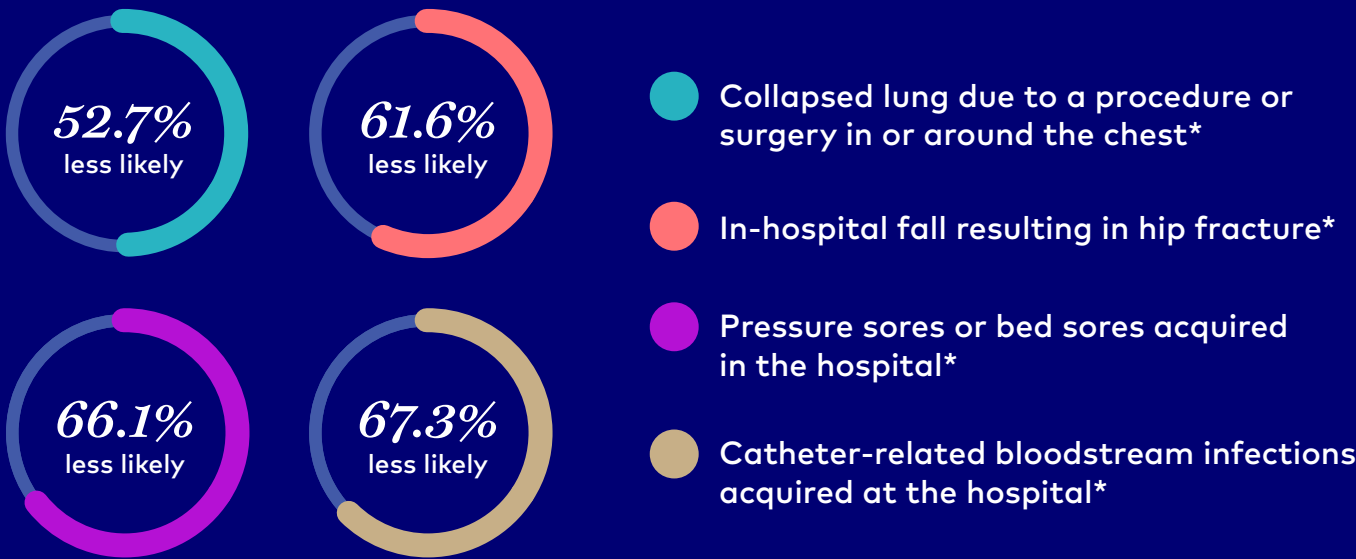 52.7%
less likely
61.6%
less likely
66.1%
less likely
67.3%
less likely
Collapsed lung due to a procedure or
surgery in or around the chest*
In-hospital fall resulting in hip fracture*
Pressure sores or bed sores acquired
in the hospital*
Catheter-related bloodstream infections
acquired at the hospital*